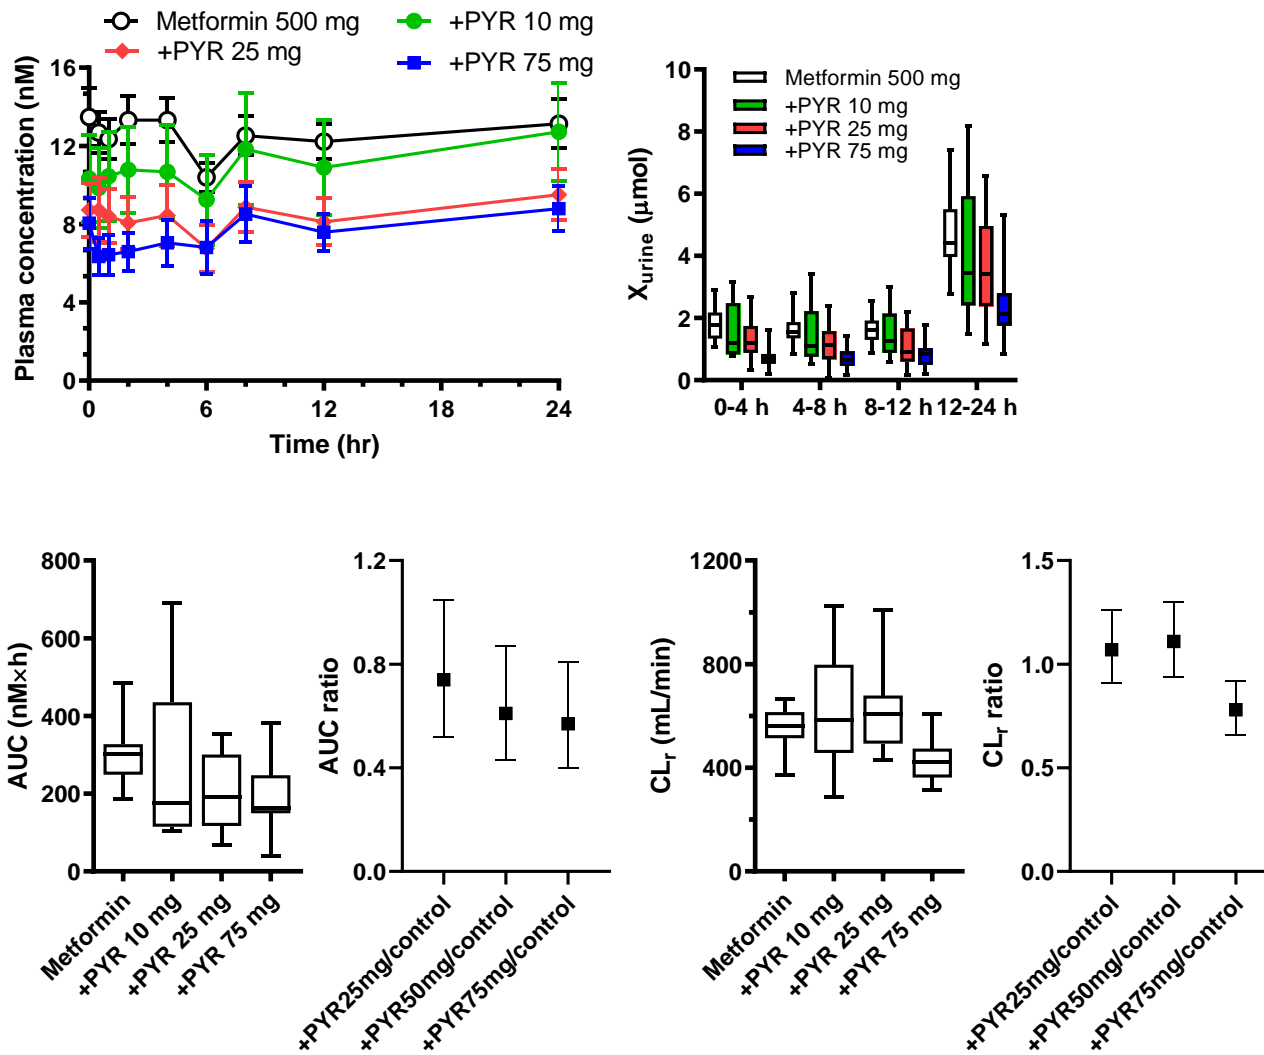 Metformin 500 mg
+PYR 10 mg
+PYR 25 mg
+PYR 75 mg
Plasma concentration (nM)
16
12
8
4
0
0 6 12 18 24
Time (hr)
Metformin 500 mg
+PYR 10 mg
+PYR 25 mg
+PYR 75 mg
Xurine (μmol)
10
8
6
4
2
0
0-4 h 4-8 h 8-12 h 12-24 h
AUC (nM×h)
800
600
400
200
0
Metformin
+PYR 10 mg
+PYR 25 mg
+PYR 75 mg
AUC ratio
1.2
0.8
0.4
0.0
+PYR25mg/control
+PYR50mg/control
+PYR75mg/control
CLr (mL/min)
1200
800
400
0
Metformin
+PYR 10 mg
+PYR 25 mg
+PYR 75 mg
CLr ratio
1.5
1.0
0.5
0.0
+PYR25mg/control
+PYR50mg/control
+PYR75mg/control